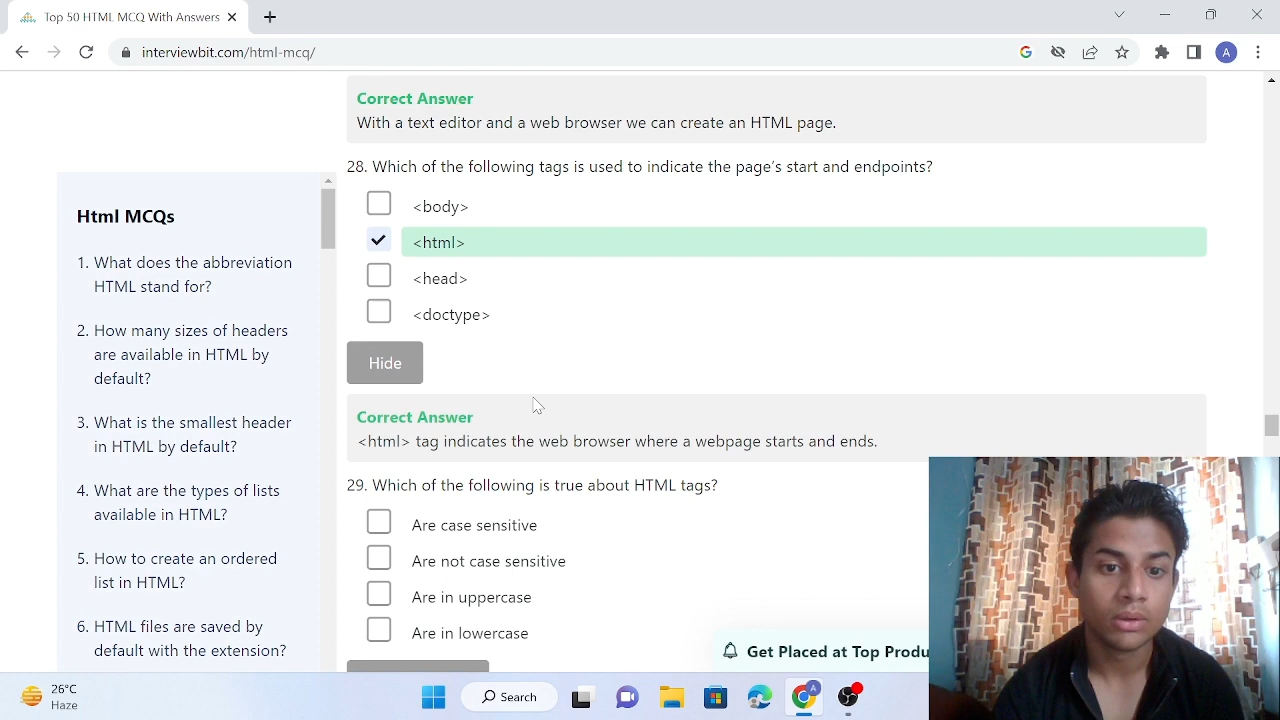 Top 50 HTML MCQ With Answers
interviewbit.com/html-mcq/
A
Correct Answer
With a text editor and a web browser we can create an HTML page.
28. Which of the following tags is used to indicate the page's start and endpoints?
<body>
<html>
<head>
<doctype>
Hide
Correct Answer
<html> tag indicates the web browser where a webpage starts and ends.
29. Which of the following is true about HTML tags?
Are case sensitive
Are not case sensitive
Are in uppercase
Are in lowercase
Html MCQs
1. What does the abbreviation
HTML stand for?
2. How many sizes of headers
are available in HTML by
default?
3. What is the smallest header
in HTML by default?
4. What are the types of lists
available in HTML?
5. How to create an ordered
list in HTML?
6. HTML files are saved by
default with the extension?
Get Placed at Top Produ
26°C
Haze
Search
A